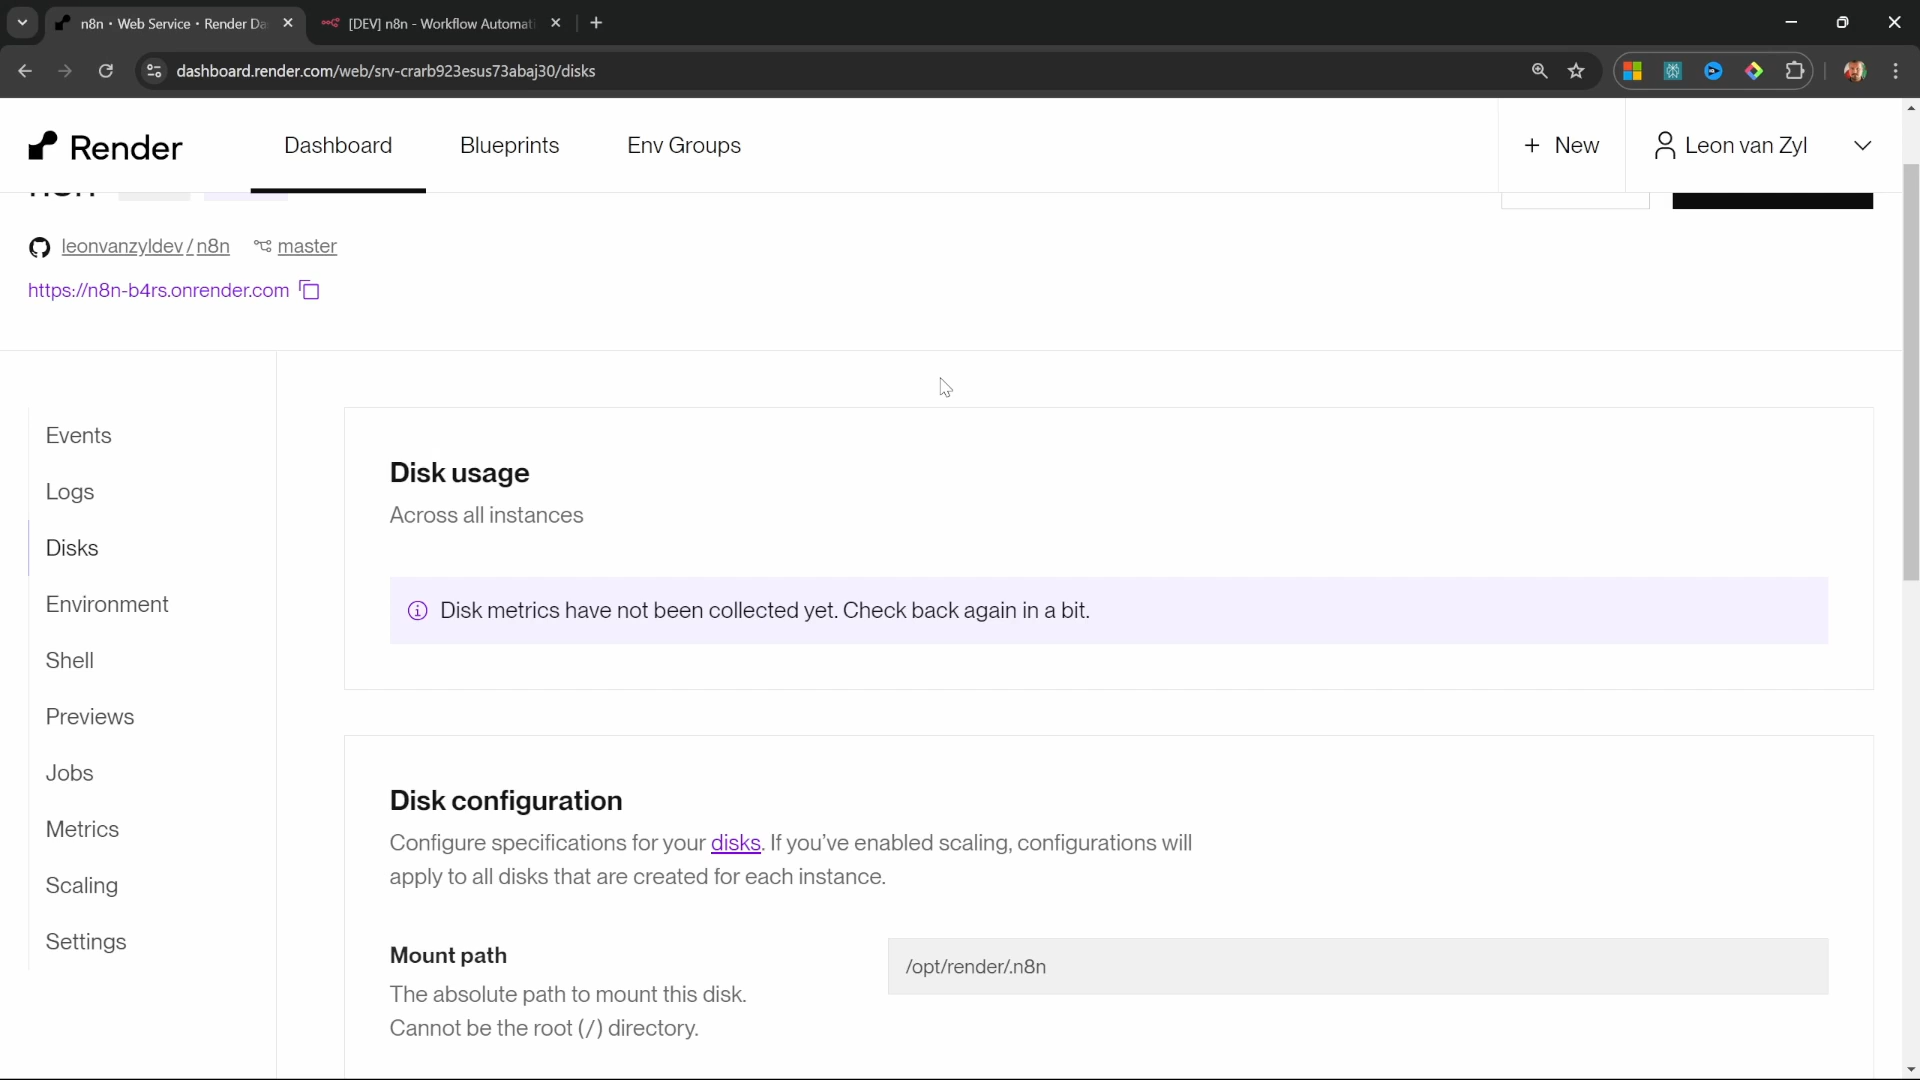 n8n • Web Service • Render Da
[DEV] n8n - Workflow Automati
dashboard.render.com/web/srv-crarb923esus73abaj30/disks
Render
Dashboard
Blueprints
Env Groups
+ New
Leon van Zyl
n8n
leonvanzyldev / n8n
master
https://n8n-b4rs.onrender.com
Events
Logs
Disks
Environment
Shell
Previews
Jobs
Metrics
Scaling
Settings
Disk usage
Across all instances
Disk metrics have not been collected yet. Check back again in a bit.
Disk configuration
Configure specifications for your disks. If you’ve enabled scaling, configurations will
apply to all disks that are created for each instance.
Mount path
The absolute path to mount this disk.
Cannot be the root (/) directory.
/opt/render/.n8n